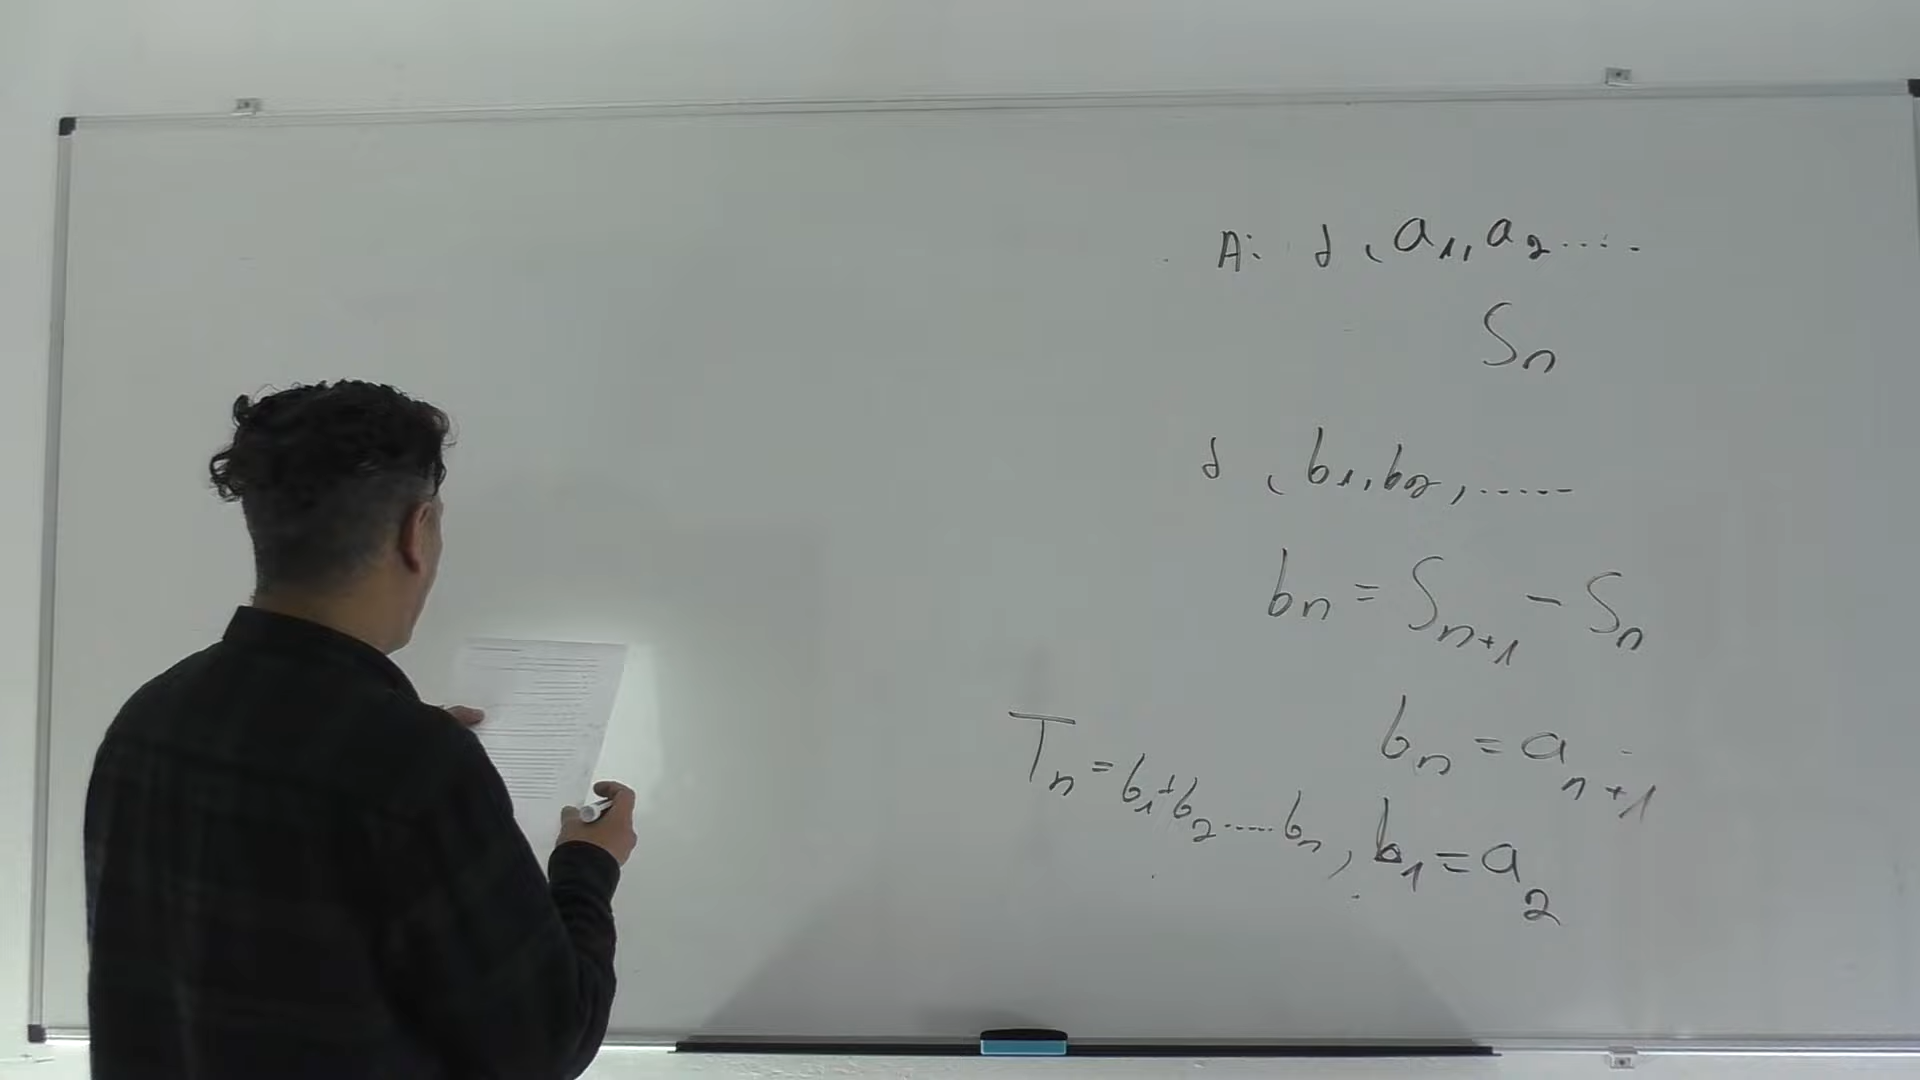 A: d, a₁, a₂.....
Sₙ
d, b₁, b₂, ......
bₙ = Sₙ₊₁ - Sₙ
bₙ = aₙ₊₁
Tₙ = b₁+b₂.....bₙ, b₁ = a₂